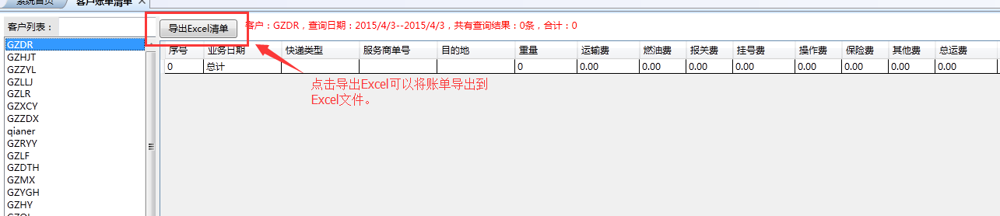 系统首页 客户账单清单 ✕
客户列表：
导出Excel清单 客户：GZDR，查询日期：2015/4/3--2015/4/3，共有查询结果：0条，合计：0
GZDR
GZHJT
GZZYL
GZLLJ
GZLR
GZXCY
GZZDX
qianer
GZRYY
GZLF
GZDTH
GZMX
GZYGH
GZHY
序号 业务日期 快递类型 服务商单号 目的地 重量 运输费 燃油费 报关费 挂号费 操作费 保险费 其他费 总运费
0 总计 0 0.00 0.00 0.00 0.00 0.00 0.00 0.00 0.00
点击导出Excel可以将账单导出到
Excel文件。